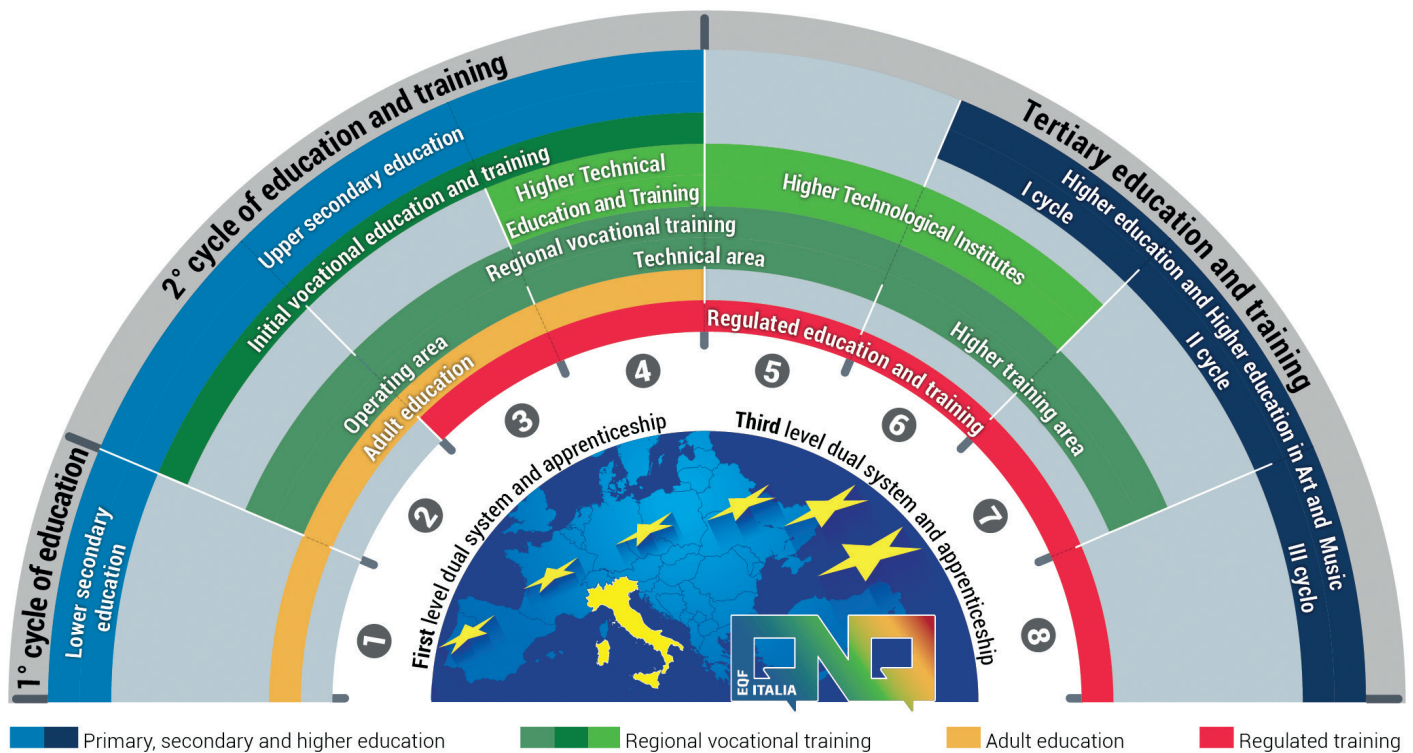 1° cycle of education
2° cycle of education and training
Tertiary education and training
Lower secondary
education
Upper secondary education
Initial vocational education and training
Higher Technical
Education and Training
Regional vocational training
Technical area
Operating area
Adult education
Higher Technological Institutes
Regulated education and training
Higher training area
Higher education and Higher education in Art and Music
I cycle
II cycle
III cyclo
1
2
3
4
5
6
7
8
First level dual system and apprenticeship
Third level dual system and apprenticeship
EQF
ITALIA
QNQ
Primary, secondary and higher education
Regional vocational training
Adult education
Regulated training